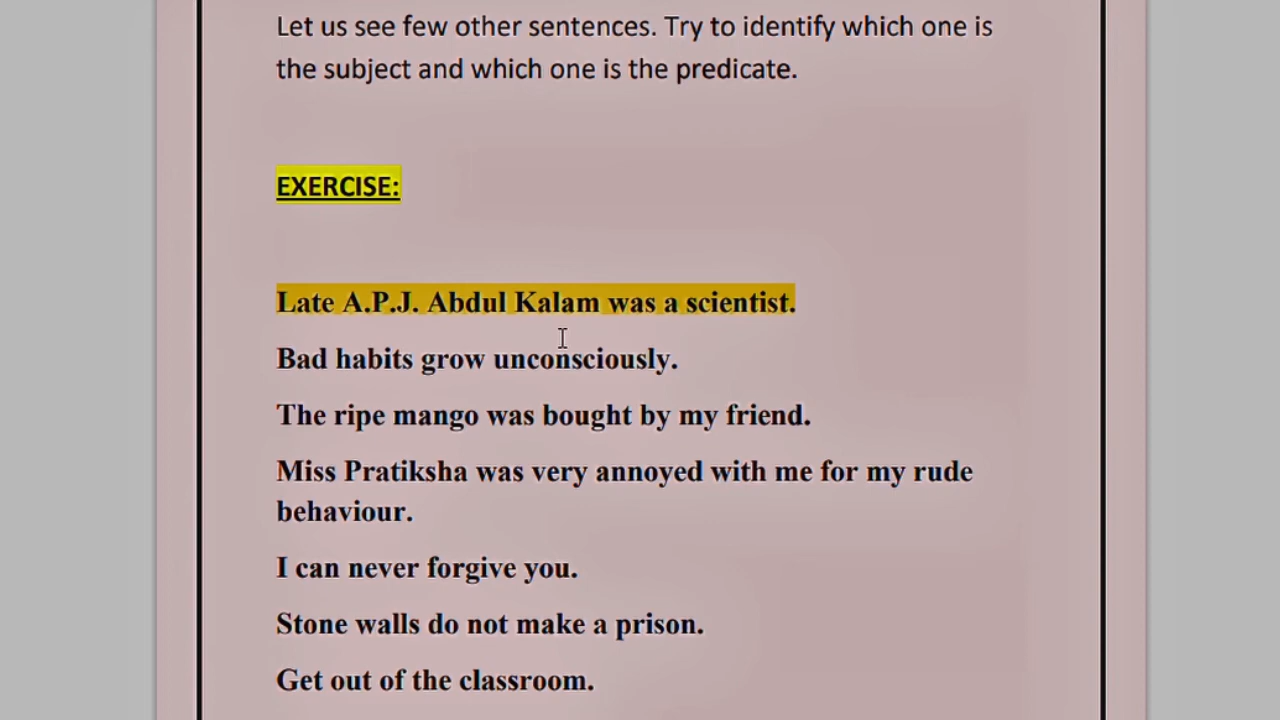 Let us see few other sentences. Try to identify which one is
the subject and which one is the predicate.
EXERCISE:
Late A.P.J. Abdul Kalam was a scientist.
Bad habits grow unconsciously.
The ripe mango was bought by my friend.
Miss Pratiksha was very annoyed with me for my rude
behaviour.
I can never forgive you.
Stone walls do not make a prison.
Get out of the classroom.